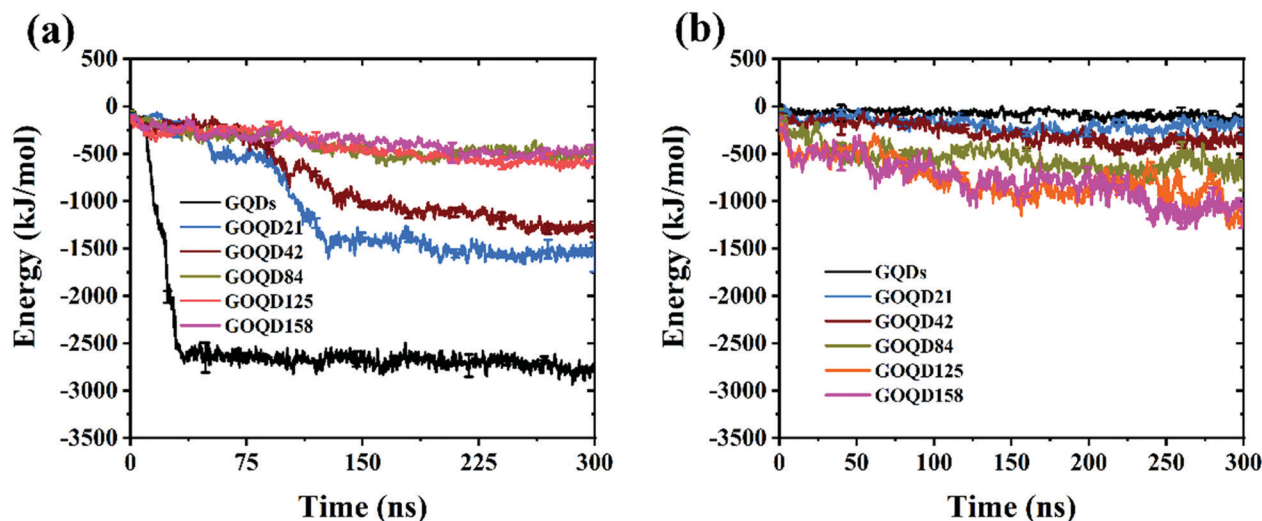 (a)
500
0
-500
-1000
-1500
-2000
-2500
-3000
-3500
Energy (kJ/mol)
GQDs
GOQD21
GOQD42
GOQD84
GOQD125
GOQD158
0 75 150 225 300
Time (ns)
(b)
500
0
-500
-1000
-1500
-2000
-2500
-3000
-3500
Energy (kJ/mol)
GQDs
GOQD21
GOQD42
GOQD84
GOQD125
GOQD158
0 50 100 150 200 250 300
Time (ns)